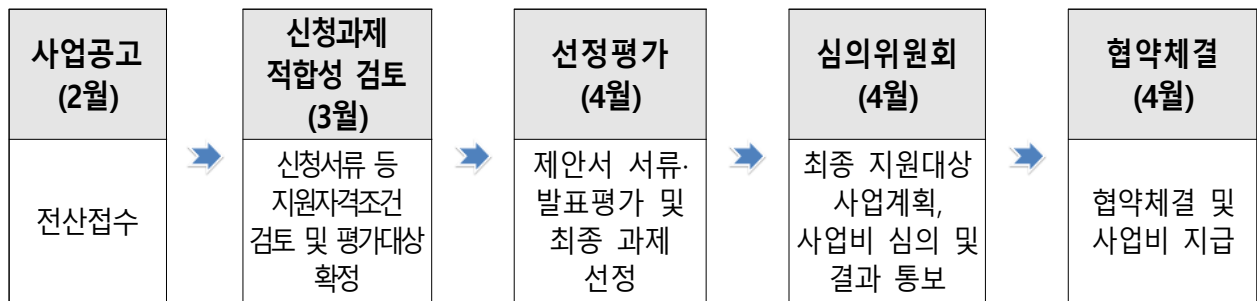 사업공고
(2월)
전산접수
신청과제
적합성 검토
(3월)
신청서류 등
지원자격조건
검토 및 평가대상
확정
선정평가
(4월)
제안서 서류·
발표평가 및
최종 과제
선정
심의위원회
(4월)
최종 지원대상
사업계획,
사업비 심의 및
결과 통보
협약체결
(4월)
협약체결 및
사업비 지급